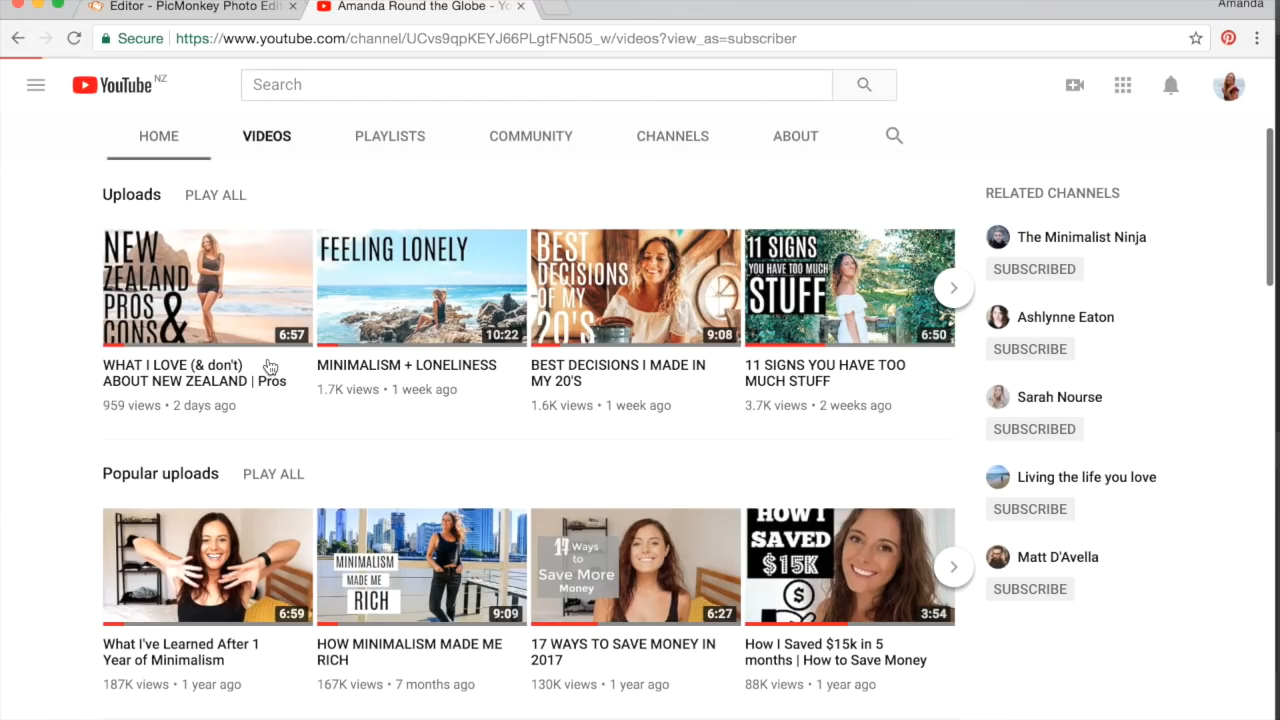 Amanda
Editor - PicMonkey Photo Edit
Amanda Round the Globe - Yo
Secure
https://www.youtube.com/channel/UCvs9qpKEYJ66PLgtFN505_w/videos?view_as=subscriber
YouTube NZ
Search
HOME
VIDEOS
PLAYLISTS
COMMUNITY
CHANNELS
ABOUT
Uploads
PLAY ALL
NEW
ZEALAND
PROS
&
CONS
6:57
FEELING LONELY
10:22
BEST
DECISIONS
OF MY
20'S
9:08
11 SIGNS
YOU HAVE TOO MUCH
STUFF
6:50
WHAT I LOVE (& don't)
ABOUT NEW ZEALAND | Pros
959 views • 2 days ago
MINIMALISM + LONELINESS
1.7K views • 1 week ago
BEST DECISIONS I MADE IN
MY 20'S
1.6K views • 1 week ago
11 SIGNS YOU HAVE TOO
MUCH STUFF
3.7K views • 2 weeks ago
Popular uploads
PLAY ALL
6:59
MINIMALISM
MADE ME
RICH
9:09
17 Ways
to
Save More
Money
6:27
HOW I
SAVED
$15K
$
3:54
What I've Learned After 1
Year of Minimalism
187K views • 1 year ago
HOW MINIMALISM MADE ME
RICH
167K views • 7 months ago
17 WAYS TO SAVE MONEY IN
2017
130K views • 1 year ago
How I Saved $15k in 5
months | How to Save Money
88K views • 1 year ago
RELATED CHANNELS
The Minimalist Ninja
SUBSCRIBED
Ashlynne Eaton
SUBSCRIBE
Sarah Nourse
SUBSCRIBED
Living the life you love
SUBSCRIBE
Matt D'Avella
SUBSCRIBE